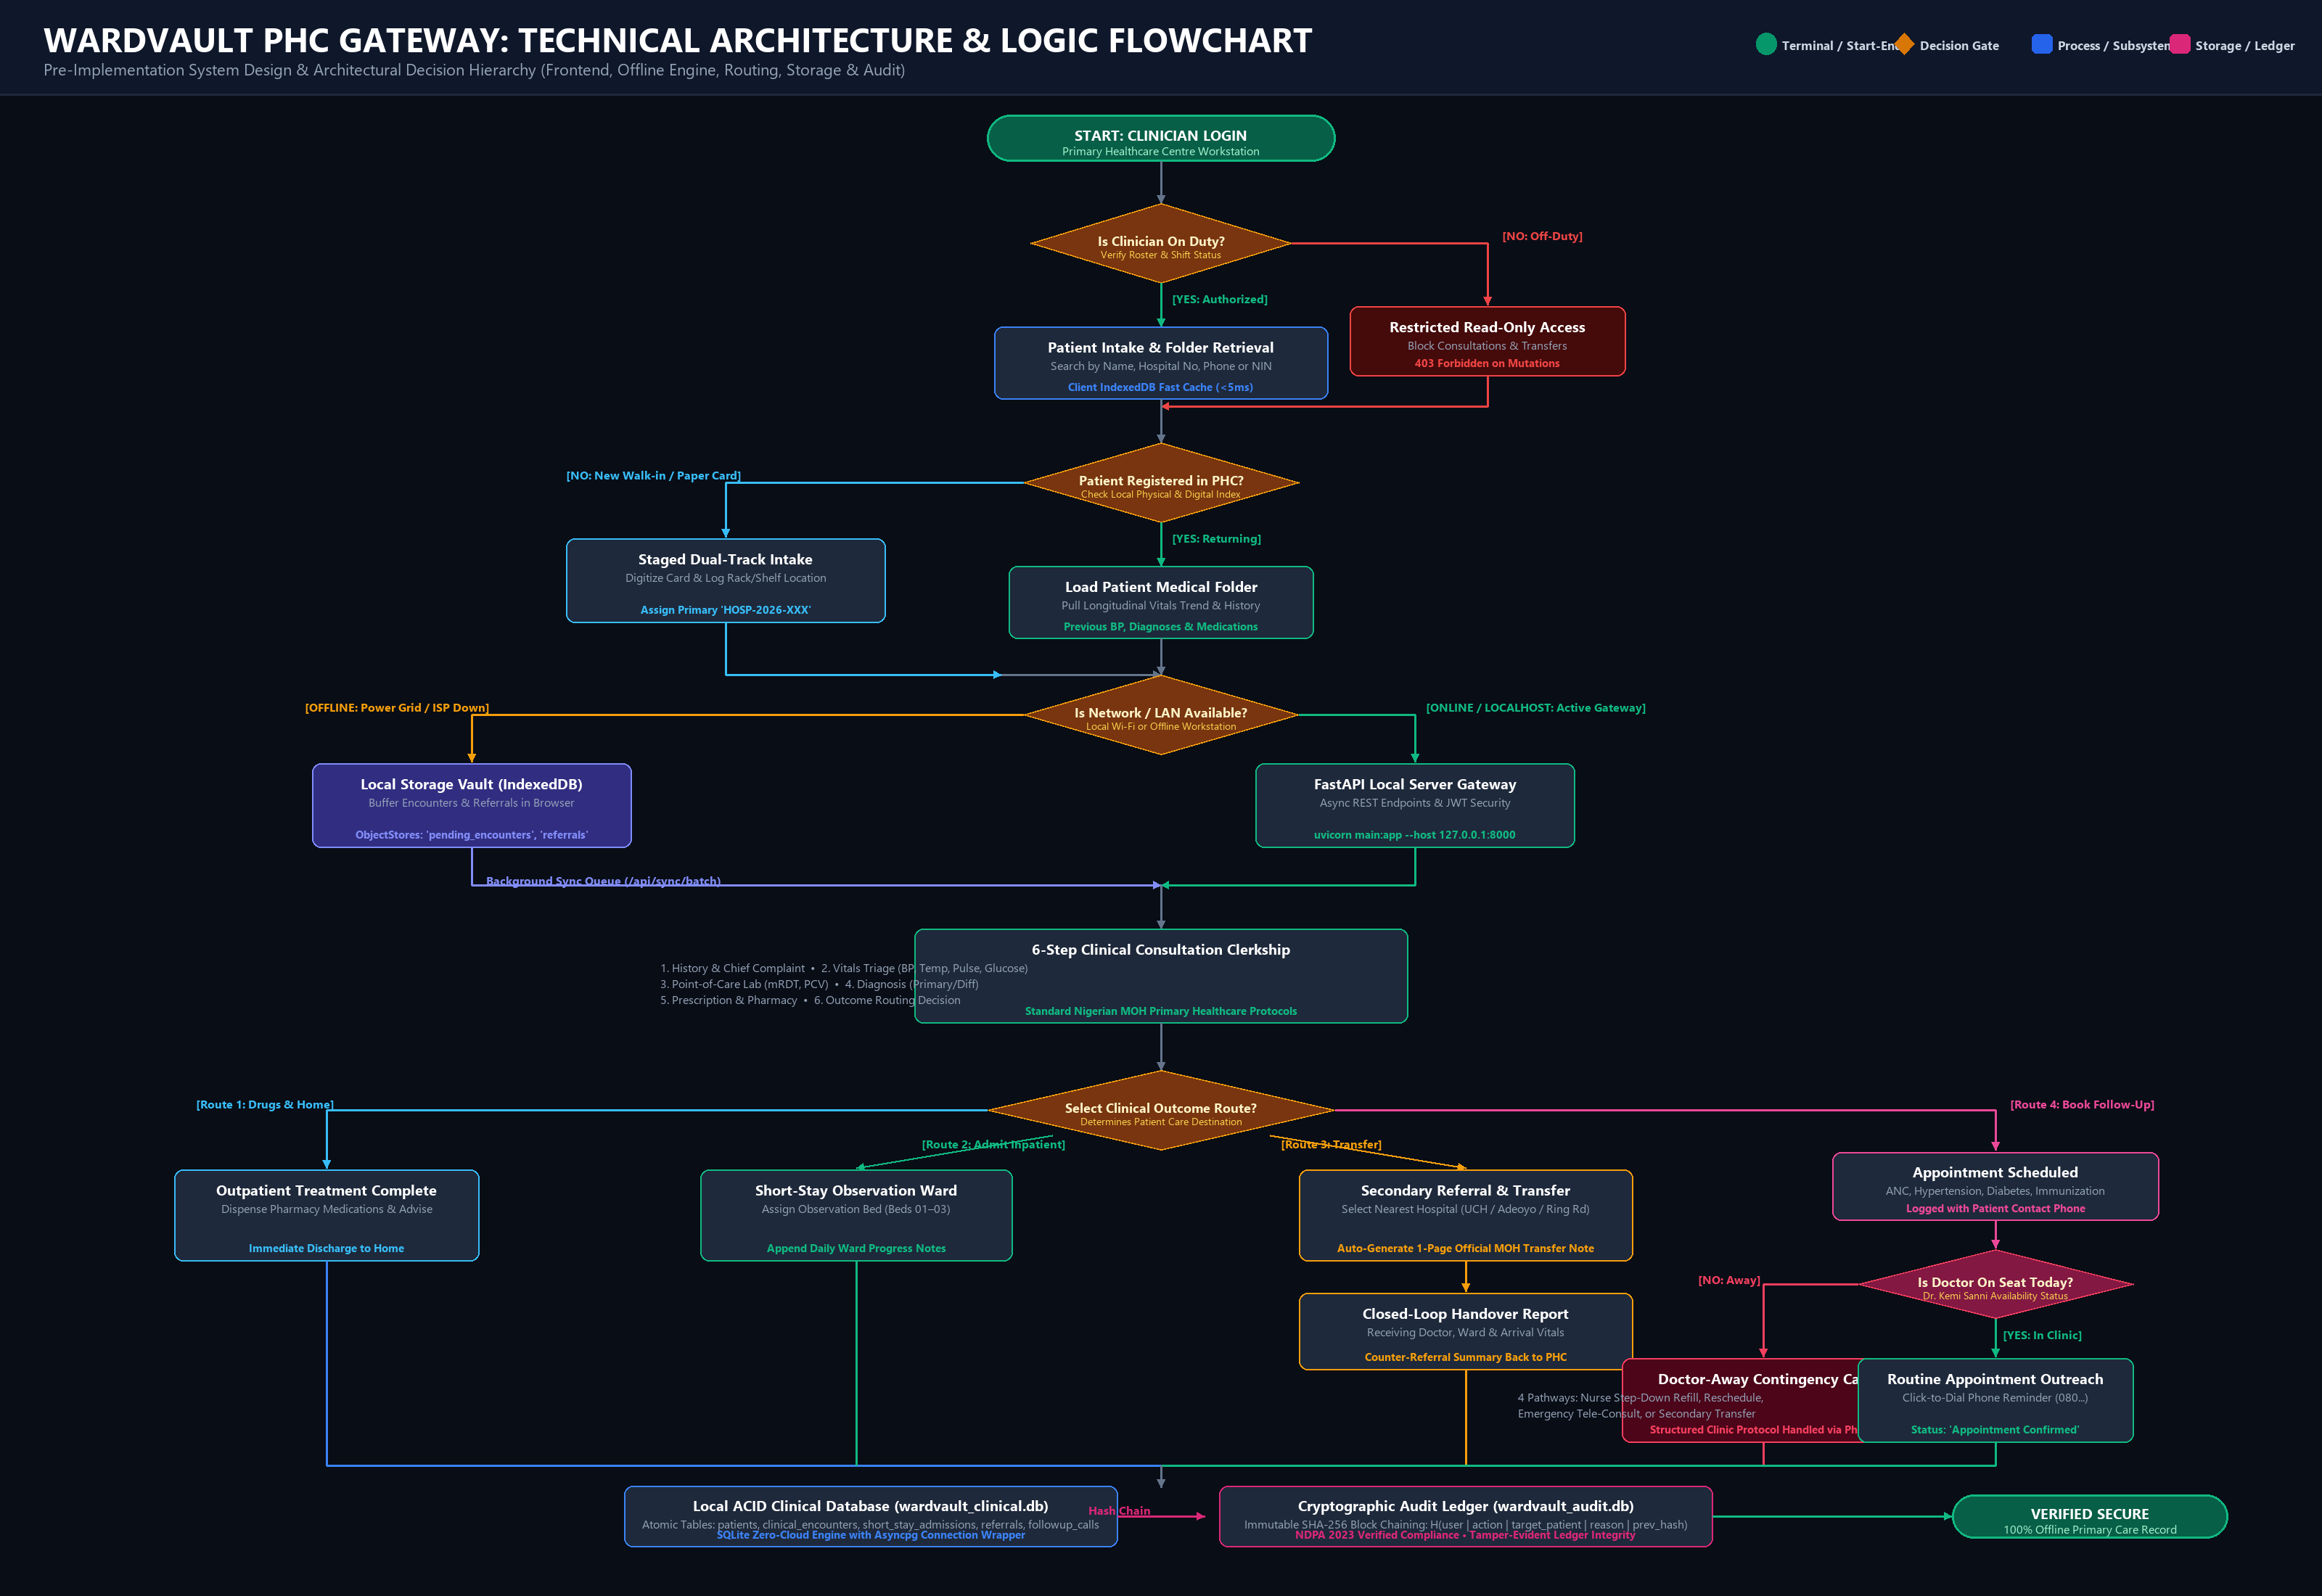 WARDVAULT PHC GATEWAY: TECHNICAL ARCHITECTURE & LOGIC FLOWCHART
Pre-Implementation System Design & Architectural Decision Hierarchy (Frontend, Offline Engine, Routing, Storage & Audit)
Terminal / Start-En
Decision Gate
Process / Subsysten
Storage / Ledger
START: CLINICIAN LOGIN
Primary Healthcare Centre Workstation
Is Clinician On Duty?
Verify Roster & Shift Status
[NO: Off-Duty]
[YES: Authorized]
Restricted Read-Only Access
Block Consultations & Transfers
403 Forbidden on Mutations
Patient Intake & Folder Retrieval
Search by Name, Hospital No, Phone or NIN
Client IndexedDB Fast Cache (<5ms)
[NO: New Walk-in / Paper Card]
Patient Registered in PHC?
Check Local Physical & Digital Index
[YES: Returning]
Staged Dual-Track Intake
Digitize Card & Log Rack/Shelf Location
Assign Primary 'HOSP-2026-XXX'
Load Patient Medical Folder
Pull Longitudinal Vitals Trend & History
Previous BP, Diagnoses & Medications
[OFFLINE: Power Grid / ISP Down]
Is Network / LAN Available?
Local Wi-Fi or Offline Workstation
[ONLINE / LOCALHOST: Active Gateway]
Local Storage Vault (IndexedDB)
Buffer Encounters & Referrals in Browser
ObjectStores: 'pending_encounters', 'referrals'
FastAPI Local Server Gateway
Async REST Endpoints & JWT Security
uvicorn main:app --host 127.0.0.1:8000
Background Sync Queue (/api/sync/batch)
6-Step Clinical Consultation Clerkship
1. History & Chief Complaint • 2. Vitals Triage (BP, Temp, Pulse, Glucose)
3. Point-of-Care Lab (mRDT, PCV) • 4. Diagnosis (Primary/Diff)
5. Prescription & Pharmacy • 6. Outcome Routing Decision
Standard Nigerian MOH Primary Healthcare Protocols
[Route 1: Drugs & Home]
Select Clinical Outcome Route?
Determines Patient Care Destination
[Route 4: Book Follow-Up]
[Route 2: Admit Inpatient]
[Route 3: Transfer]
Outpatient Treatment Complete
Dispense Pharmacy Medications & Advise
Immediate Discharge to Home
Short-Stay Observation Ward
Assign Observation Bed (Beds 01–03)
Append Daily Ward Progress Notes
Secondary Referral & Transfer
Select Nearest Hospital (UCH / Adeoyo / Ring Rd)
Auto-Generate 1-Page Official MOH Transfer Note
Appointment Scheduled
ANC, Hypertension, Diabetes, Immunization
Logged with Patient Contact Phone
[NO: Away]
Is Doctor On Seat Today?
Dr. Kemi Sanni Availability Status
[YES: In Clinic]
Closed-Loop Handover Report
Receiving Doctor, Ward & Arrival Vitals
Counter-Referral Summary Back to PHC
Doctor-Away Contingency Ca
4 Pathways: Nurse Step-Down Refill, Reschedule,
Emergency Tele-Consult, or Secondary Transfer
Structured Clinic Protocol Handled via Ph
Routine Appointment Outreach
Click-to-Dial Phone Reminder (080...)
Status: 'Appointment Confirmed'
Local ACID Clinical Database (wardvault_clinical.db)
Atomic Tables: patients, clinical_encounters, short_stay_admissions, referrals, followup_calls
SQLite Zero-Cloud Engine with Asyncpg Connection Wrapper
Hash Chain
Cryptographic Audit Ledger (wardvault_audit.db)
Immutable SHA-256 Block Chaining: H(user | action | target_patient | reason | prev_hash)
NDPA 2023 Verified Compliance • Tamper-Evident Ledger Integrity
VERIFIED SECURE
100% Offline Primary Care Record